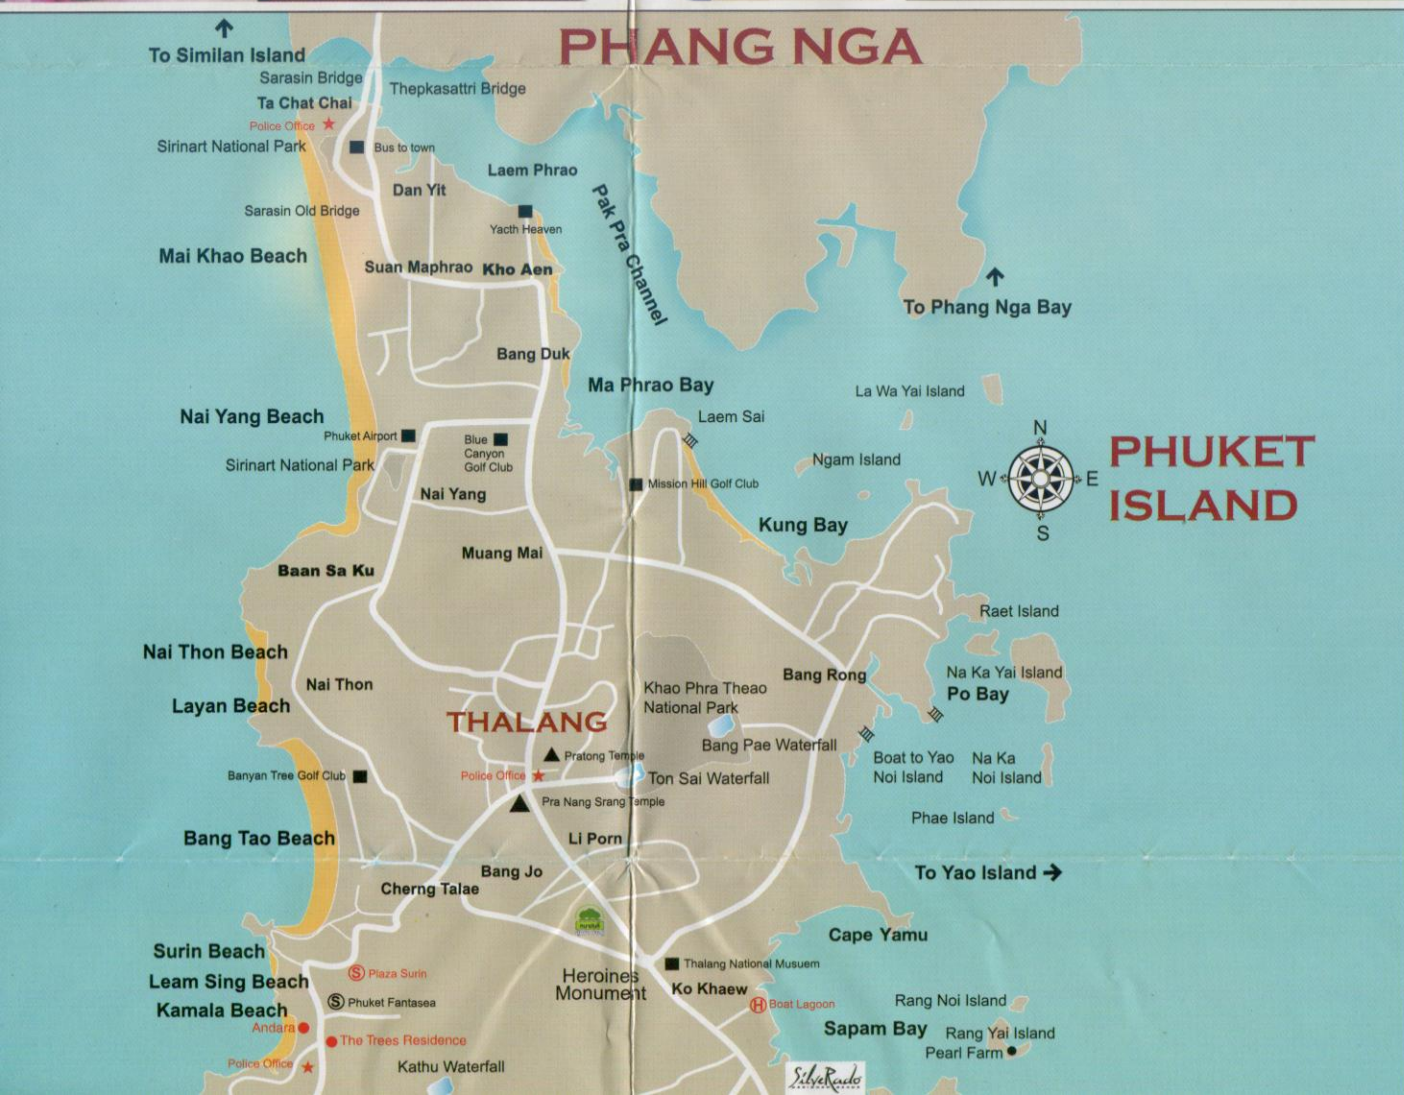 PHANG NGA
To Similan Island
Sarasin Bridge
Thepkasattri Bridge
Ta Chat Chai
Police Office
Sirinart National Park
Bus to town
Laem Phrao
Dan Yit
Pak Pra Channel
Sarasin Old Bridge
Yacth Heaven
Mai Khao Beach
Suan Maphrao
Kho Aen
To Phang Nga Bay
Bang Duk
Ma Phrao Bay
La Wa Yai Island
Nai Yang Beach
Laem Sai
N
Phuket Airport
Blue
Canyon
Golf Club
PHUKET
ISLAND
Sirinart National Park
Ngam Island
W
E
Mission Hill Golf Club
Nai Yang
Kung Bay
S
Muang Mai
Baan Sa Ku
Raet Island
Nai Thon Beach
Na Ka Yai Island
Bang Rong
Nai Thon
Khao Phra Theao
National Park
Po Bay
Layan Beach
THALANG
Bang Pae Waterfall
Pratong Temple
Boat to Yao
Noi Island
Na Ka
Noi Island
Banyan Tree Golf Club
Police Office
Ton Sai Waterfall
Pra Nang Srang Temple
Phae Island
Bang Tao Beach
Li Porn
Bang Jo
To Yao Island
Cherng Talae
Cape Yamu
Surin Beach
Thalang National Musuem
Plaza Surin
S
Heroines
Monument
Leam Sing Beach
Ko Khaew
Phuket Fantasea
S
Rang Noi Island
H
Boat Lagoon
Kamala Beach
Andara
Sapam Bay
Rang Yai Island
The Trees Residence
Pearl Farm
Police Office
Kathu Waterfall
SilveRado